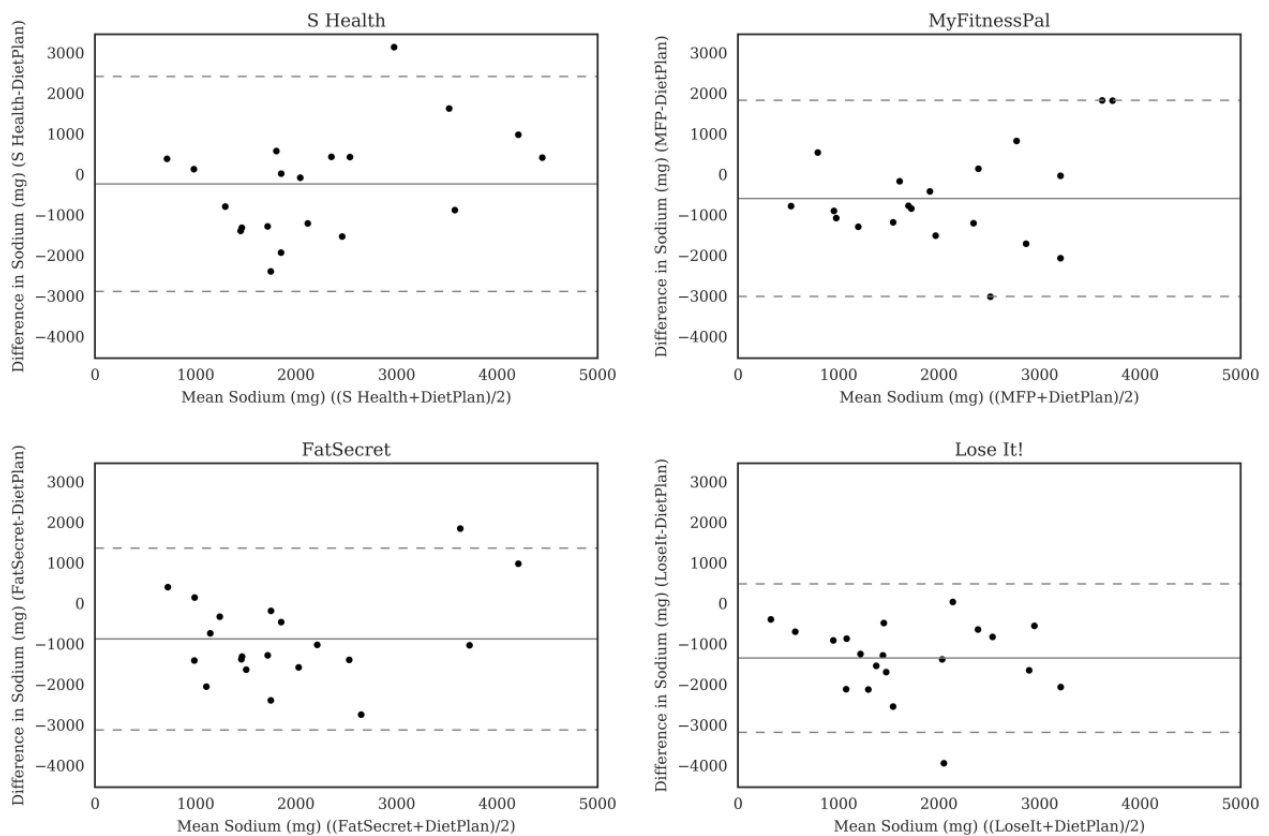 S Health
Difference in Sodium (mg) (S Health-DietPlan)
3000
2000
1000
0
−1000
−2000
−3000
−4000
0 1000 2000 3000 4000 5000
Mean Sodium (mg) ((S Health+DietPlan)/2)
MyFitnessPal
Difference in Sodium (mg) (MFP-DietPlan)
3000
2000
1000
0
−1000
−2000
−3000
−4000
0 1000 2000 3000 4000 5000
Mean Sodium (mg) ((MFP+DietPlan)/2)
FatSecret
Difference in Sodium (mg) (FatSecret-DietPlan)
3000
2000
1000
0
−1000
−2000
−3000
−4000
0 1000 2000 3000 4000 5000
Mean Sodium (mg) ((FatSecret+DietPlan)/2)
Lose It!
Difference in Sodium (mg) (LoseIt-DietPlan)
3000
2000
1000
0
−1000
−2000
−3000
−4000
0 1000 2000 3000 4000 5000
Mean Sodium (mg) ((LoseIt+DietPlan)/2)